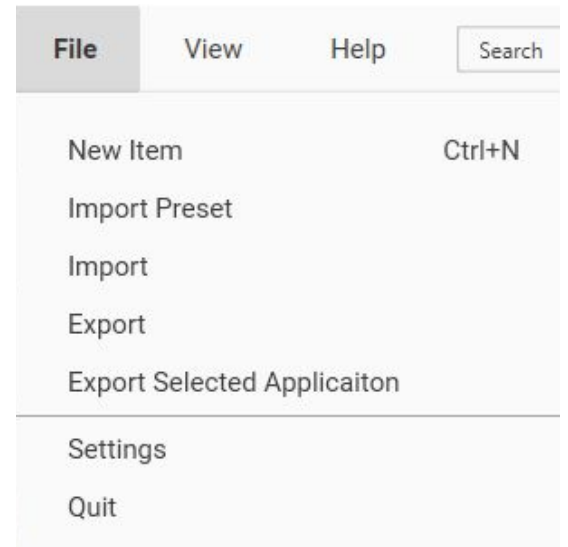 File View Help Search
New Item Ctrl+N
Import Preset
Import
Export
Export Selected Applicaiton
Settings
Quit